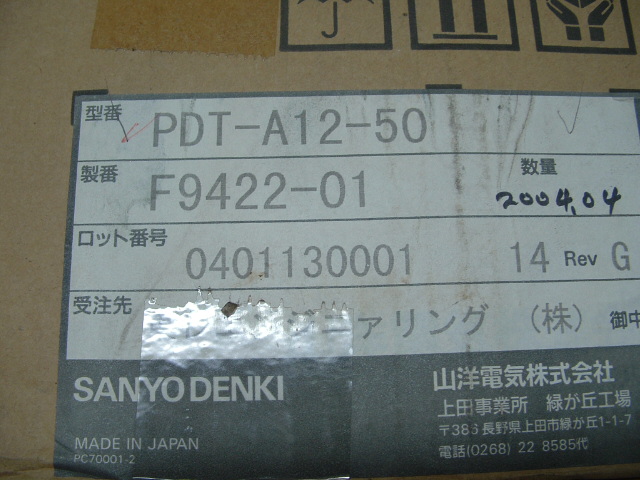 型番 PDT-A12-50
製番 F9422-01 数量 2004.04
ロット番号 0401130001 14 Rev G
受注先 ニアリング (株) 御中
SANYO DENKI 山洋電気株式会社
上田事業所 緑が丘工場
〒386 長野県上田市緑が丘1-1-7
MADE IN JAPAN 電話(0268) 22 8585代
PC70001-2